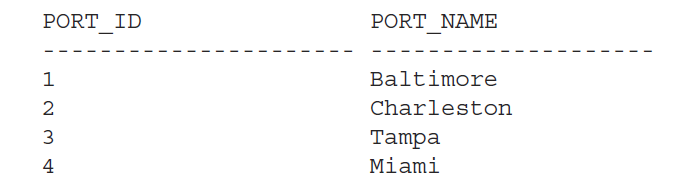 PORT_ID PORT_NAME
---------------------- --------------------
1 Baltimore
2 Charleston
3 Tampa
4 Miami